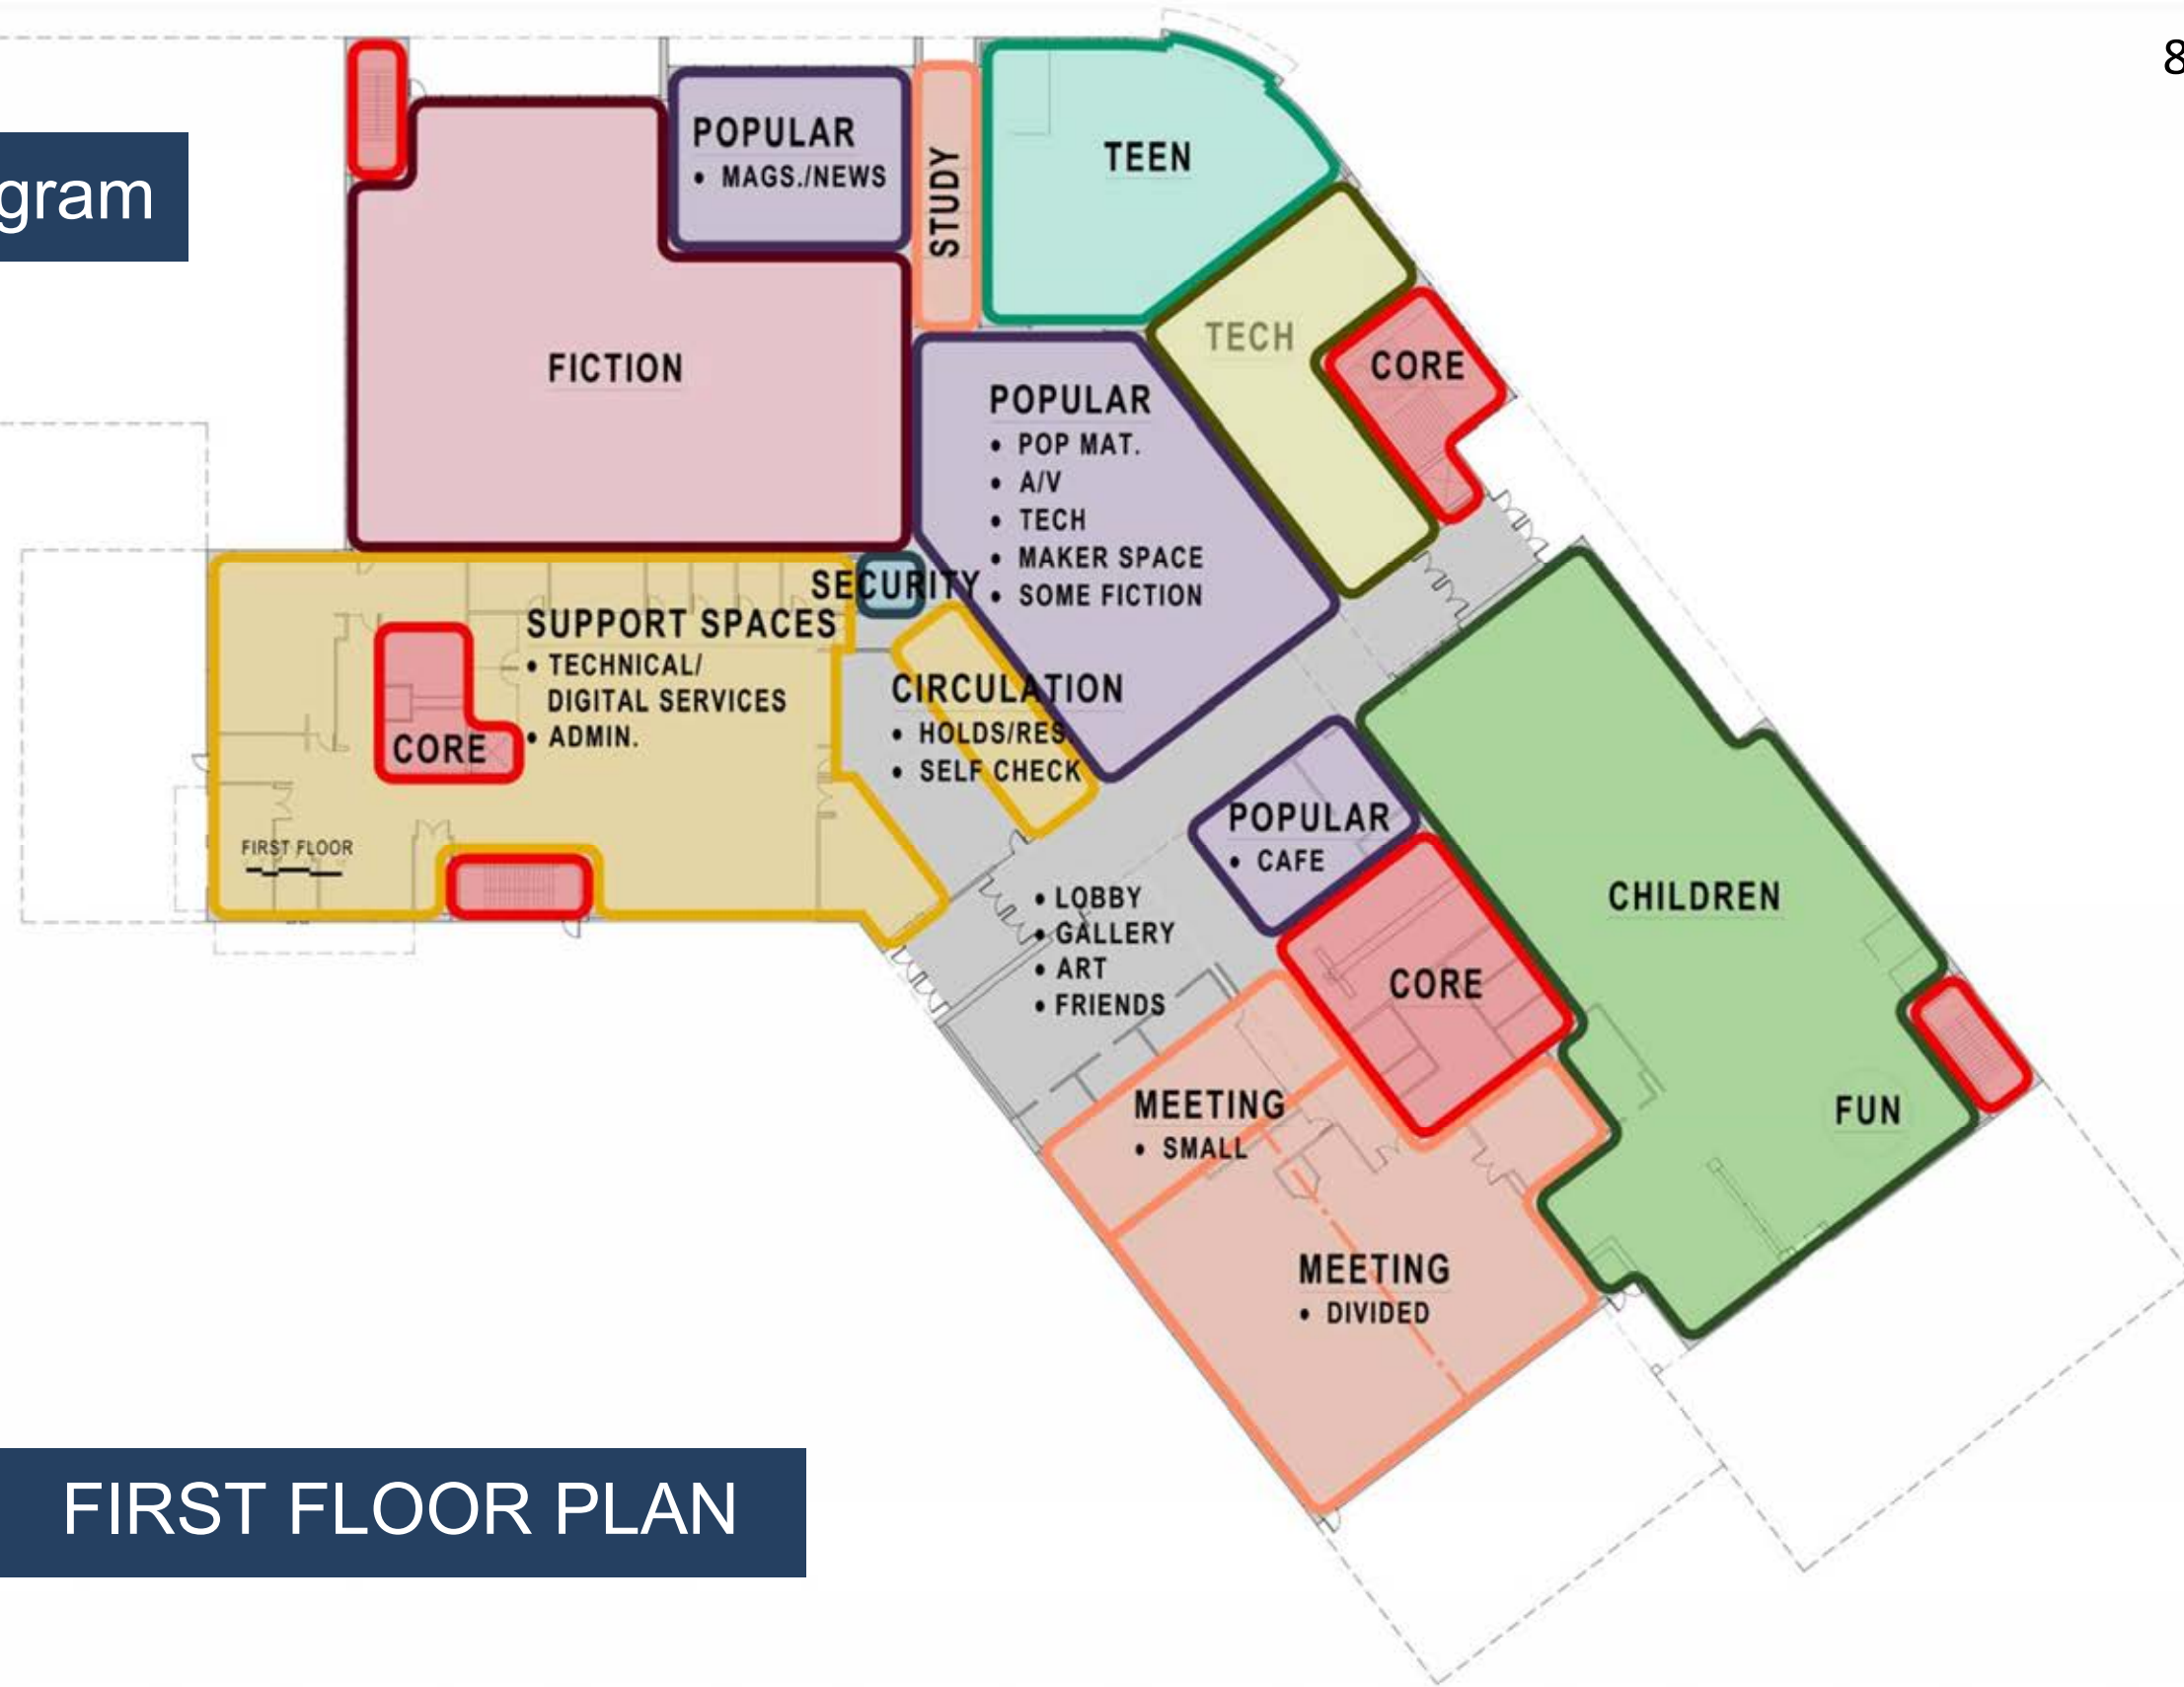 8
gram
POPULAR
• MAGS./NEWS
STUDY
TEEN
TECH
CORE
FICTION
POPULAR
• POP MAT.
• A/V
• TECH
• MAKER SPACE
• SOME FICTION
SECURITY
SUPPORT SPACES
• TECHNICAL/
DIGITAL SERVICES
• ADMIN.
CORE
CIRCULATION
• HOLDS/RES.
• SELF CHECK
FIRST FLOOR
POPULAR
• CAFE
• LOBBY
• GALLERY
• ART
• FRIENDS
CORE
CHILDREN
FUN
MEETING
• SMALL
MEETING
• DIVIDED
FIRST FLOOR PLAN